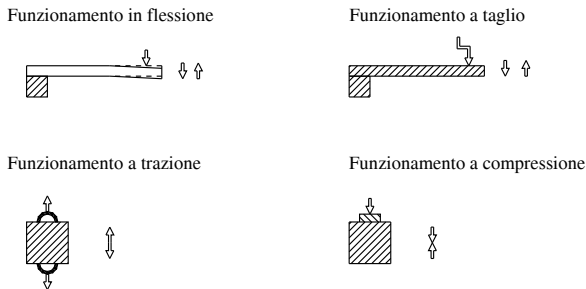 Funzionamento in flessione
Funzionamento a taglio
Funzionamento a trazione
Funzionamento a compressione